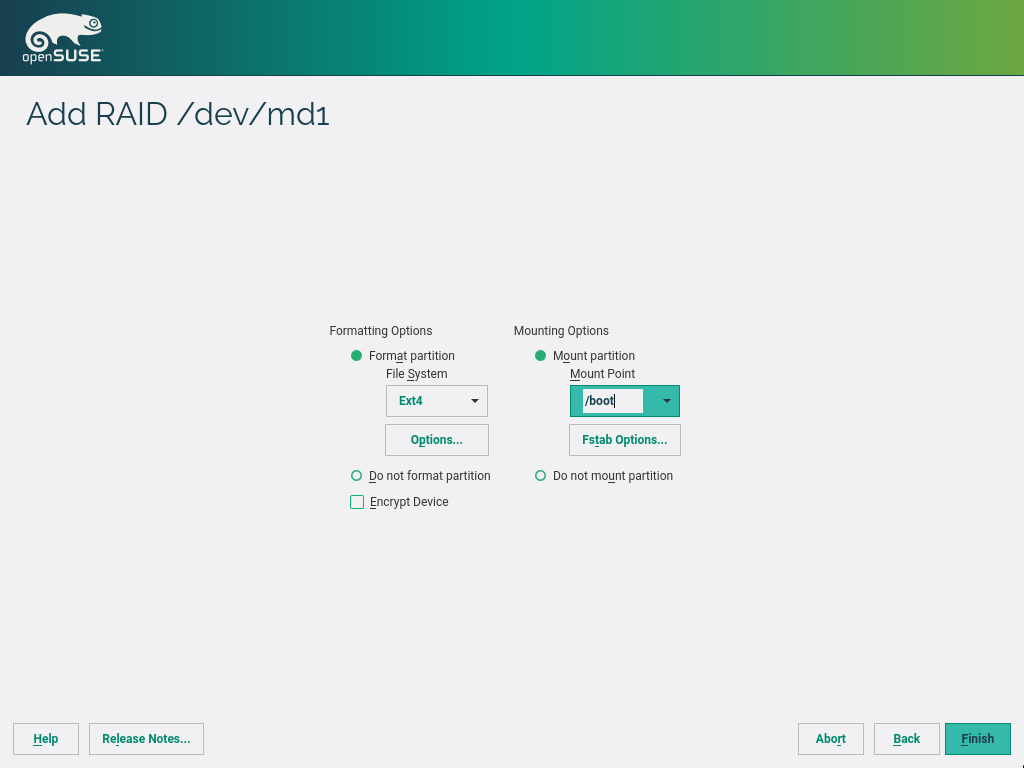 openSUSE
Add RAID /dev/md1
Formatting Options
Format partition
File System
Ext4
Options...
Do not format partition
Encrypt Device
Mounting Options
Mount partition
Mount Point
/boot
Fstab Options...
Do not mount partition
Help
Release Notes...
Abort
Back
Finish